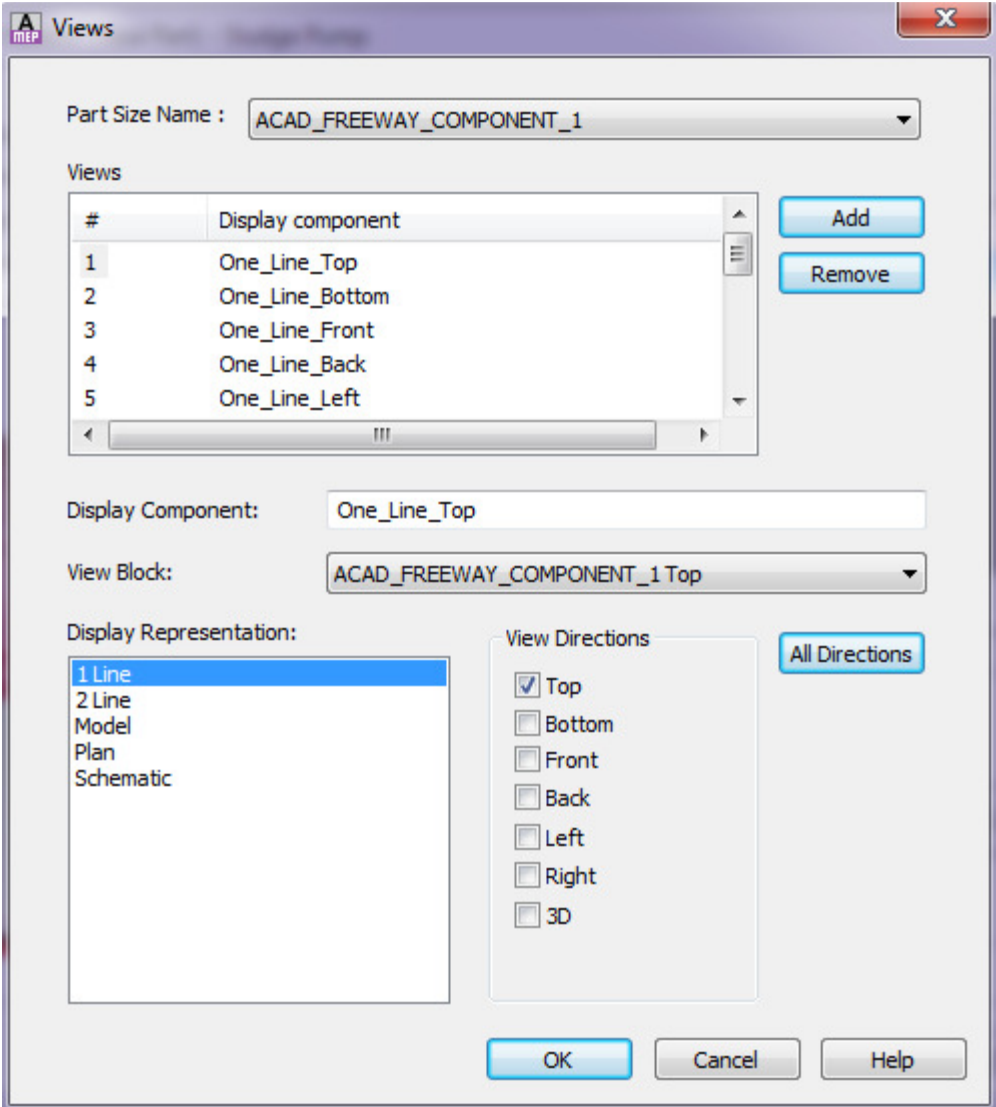 A
MEP Views
Part Size Name : ACAD_FREEWAY_COMPONENT_1
Views
# Display component
1 One_Line_Top
2 One_Line_Bottom
3 One_Line_Front
4 One_Line_Back
5 One_Line_Left
Add
Remove
Display Component: One_Line_Top
View Block: ACAD_FREEWAY_COMPONENT_1 Top
Display Representation:
1 Line
2 Line
Model
Plan
Schematic
View Directions
Top
Bottom
Front
Back
Left
Right
3D
All Directions
OK Cancel Help